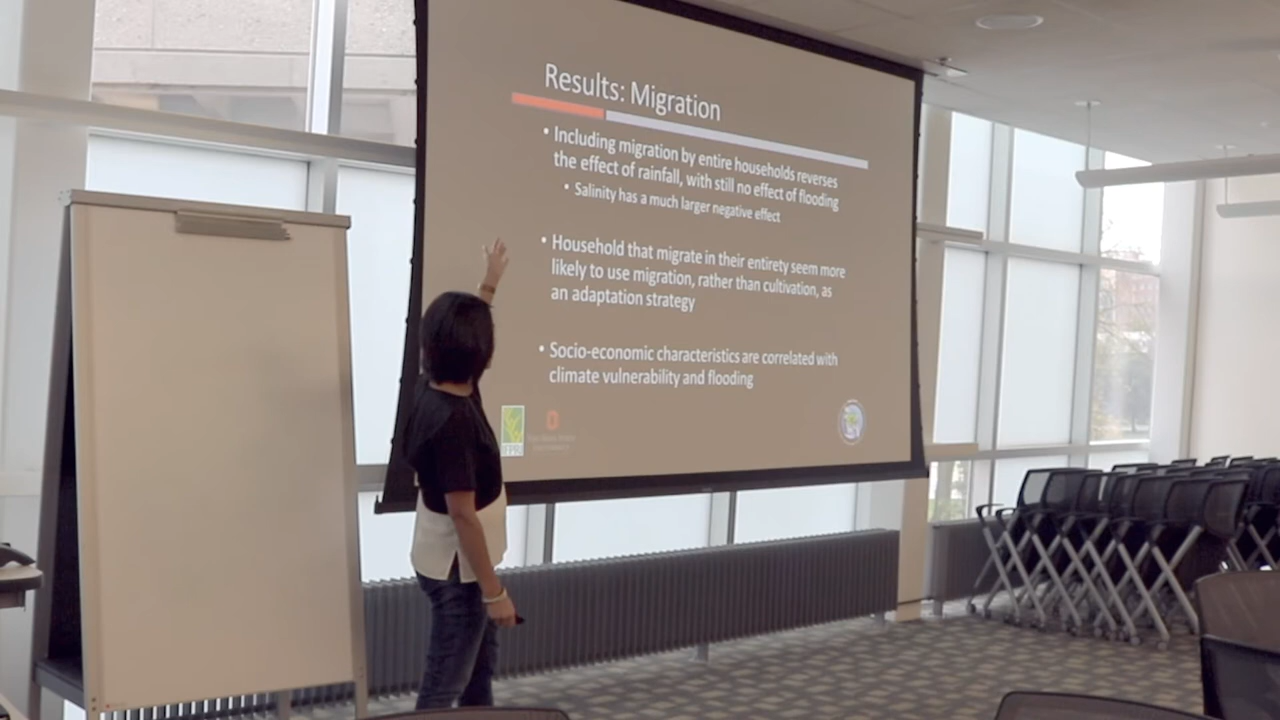 Results: Migration
• Including migration by entire households reverses
the effect of rainfall, with still no effect of flooding
• Salinity has a much larger negative effect
• Household that migrate in their entirety seem more
likely to use migration, rather than cultivation, as
an adaptation strategy
• Socio-economic characteristics are correlated with
climate vulnerability and flooding
IFPRI